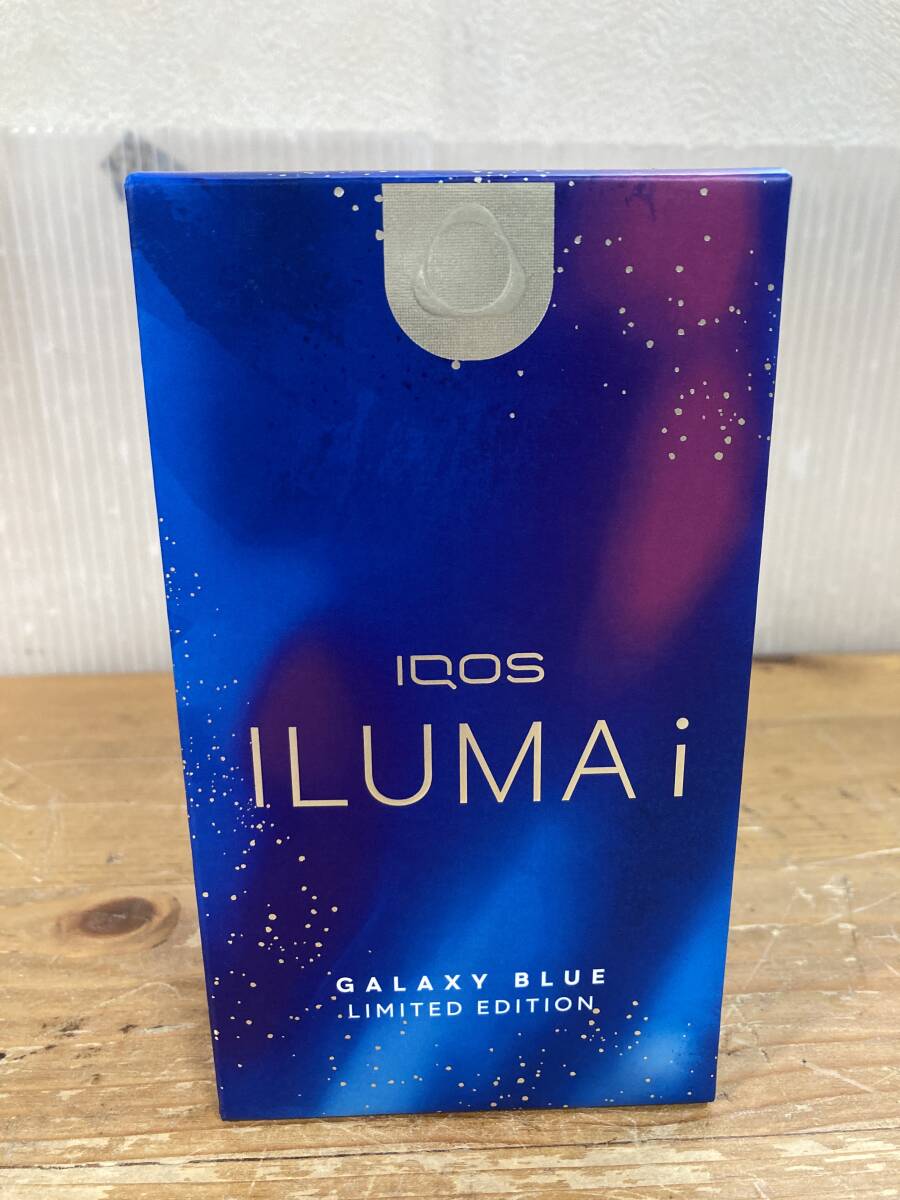 IQOS
ILUMA i
GALAXY BLUE
LIMITED EDITION